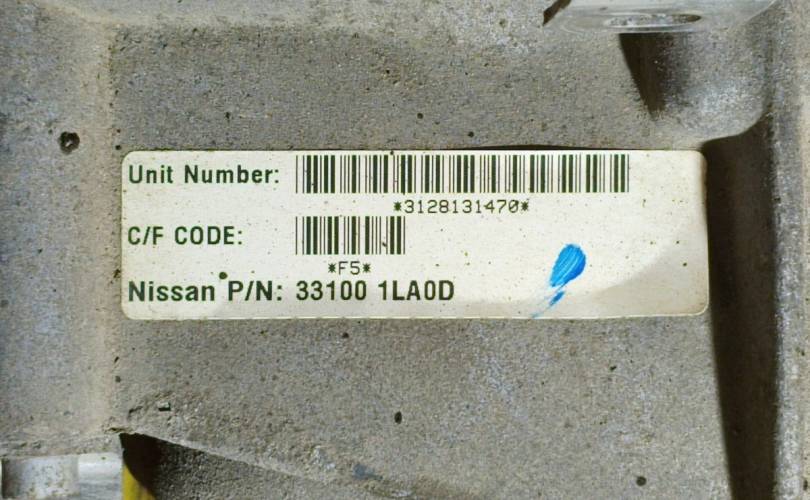 Unit Number:
*3128131470*
C/F CODE:
*F5*
Nissan P/N: 33100 1LA0D